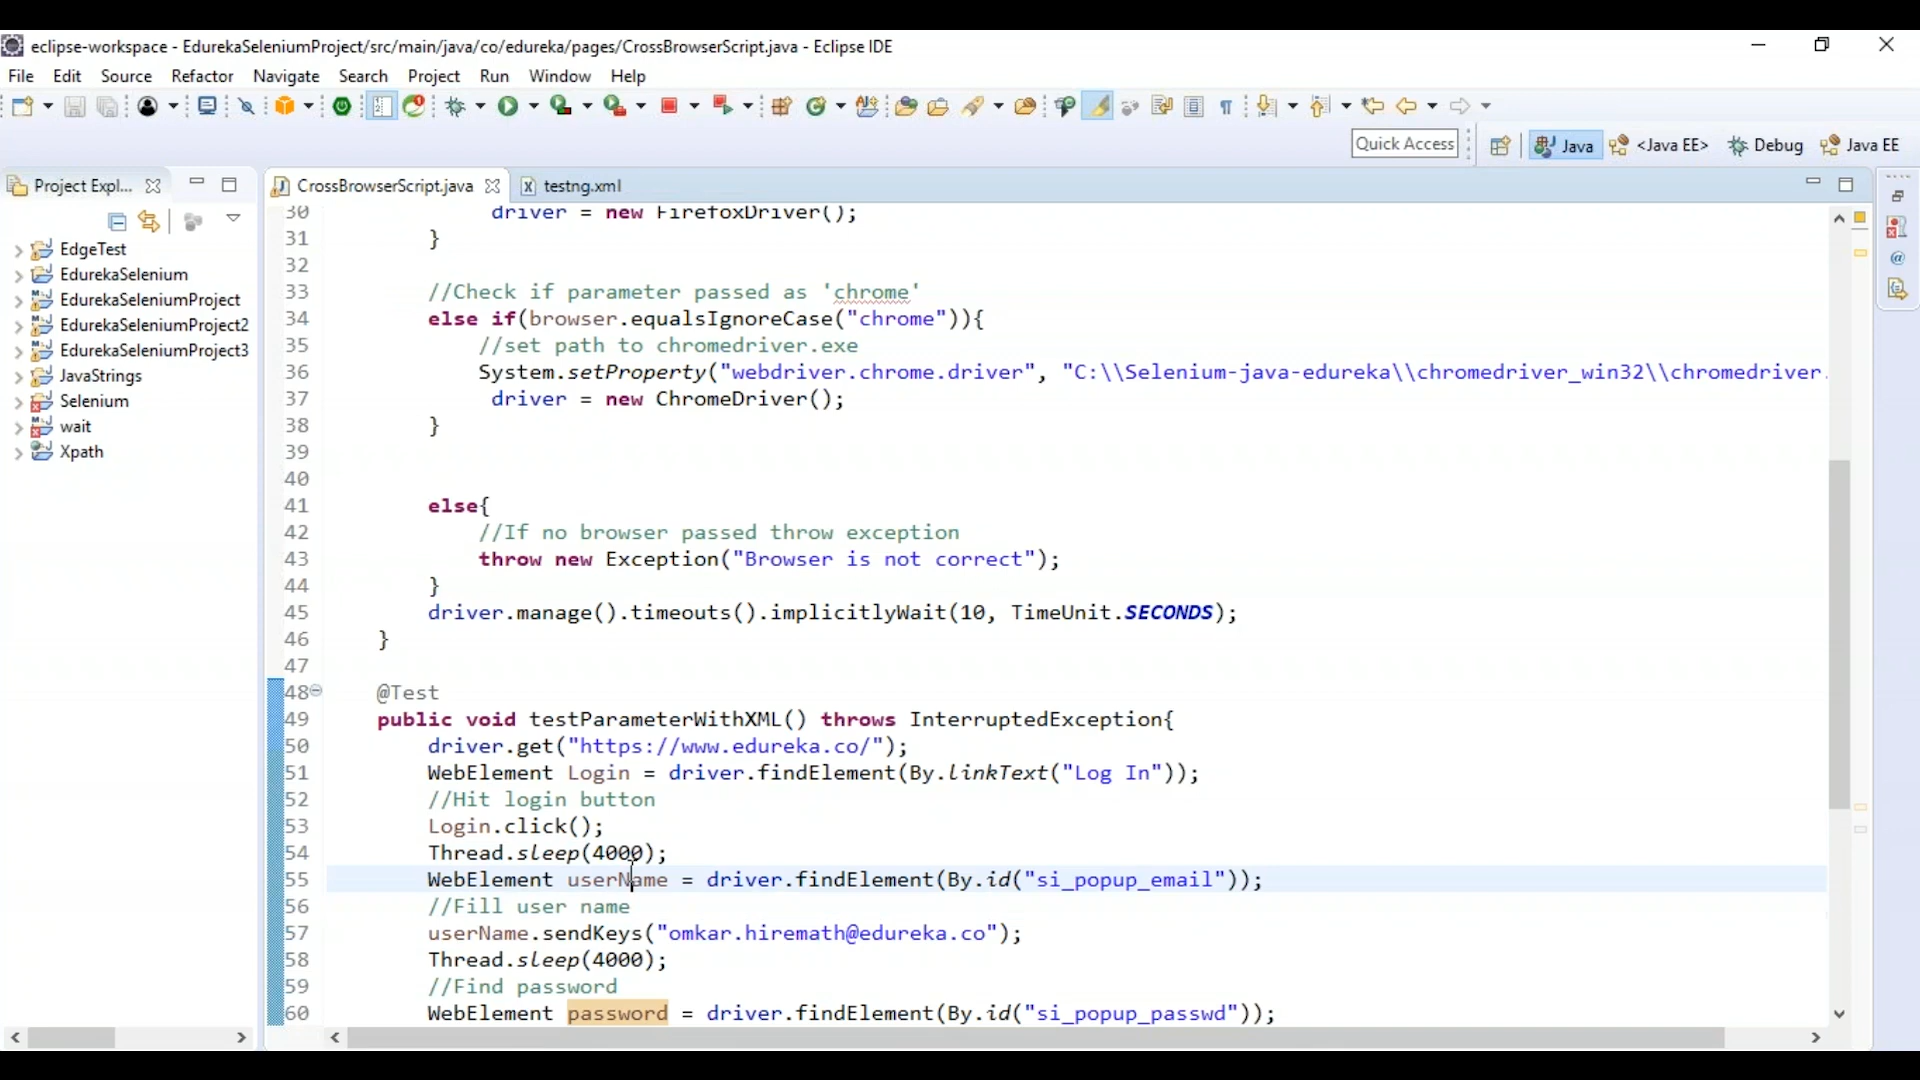 eclipse-workspace - EdurekaSeleniumProject/src/main/java/co/edureka/pages/CrossBrowserScript.java - Eclipse IDE
File Edit Source Refactor Navigate Search Project Run Window Help
Quick Access Java <Java EE> Debug Java EE
Project Expl... CrossBrowserScript.java testng.xml
EdgeTest
EdurekaSelenium
EdurekaSeleniumProject
EdurekaSeleniumProject2
EdurekaSeleniumProject3
JavaStrings
Selenium
wait
Xpath
30 driver = new FirefoxDriver();
31 }
32
33 //Check if parameter passed as 'chrome'
34 else if(browser.equalsIgnoreCase("chrome")){
35 //set path to chromedriver.exe
36 System.setProperty("webdriver.chrome.driver", "C:\\Selenium-java-edureka\\chromedriver_win32\\chromedriver.
37 driver = new ChromeDriver();
38 }
39
40
41 else{
42 //If no browser passed throw exception
43 throw new Exception("Browser is not correct");
44 }
45 driver.manage().timeouts().implicitlyWait(10, TimeUnit.SECONDS);
46 }
47
48 @Test
49 public void testParameterWithXML() throws InterruptedException{
50 driver.get("https://www.edureka.co/");
51 WebElement Login = driver.findElement(By.linkText("Log In"));
52 //Hit login button
53 Login.click();
54 Thread.sleep(4000);
55 WebElement userName = driver.findElement(By.id("si_popup_email"));
56 //Fill user name
57 userName.sendKeys("omkar.hiremath@edureka.co");
58 Thread.sleep(4000);
59 //Find password
60 WebElement password = driver.findElement(By.id("si_popup_passwd"));